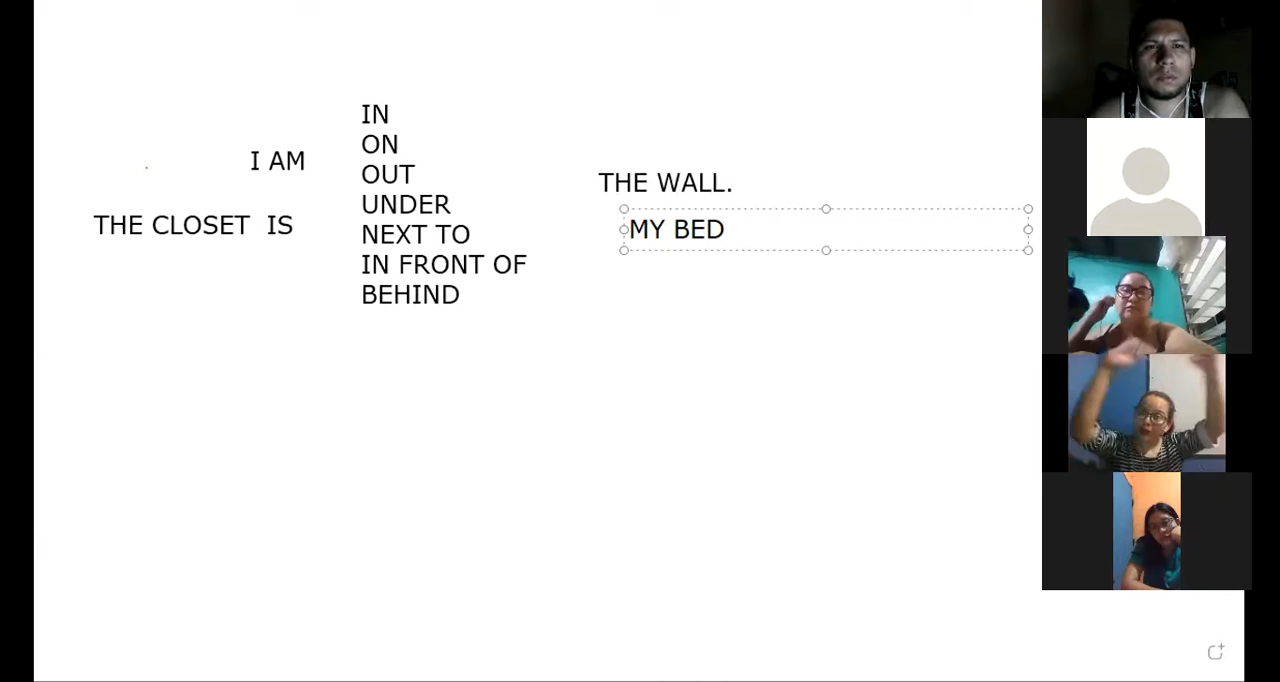 I AM
THE CLOSET IS
IN
ON
OUT
UNDER
NEXT TO
IN FRONT OF
BEHIND
THE WALL.
MY BED